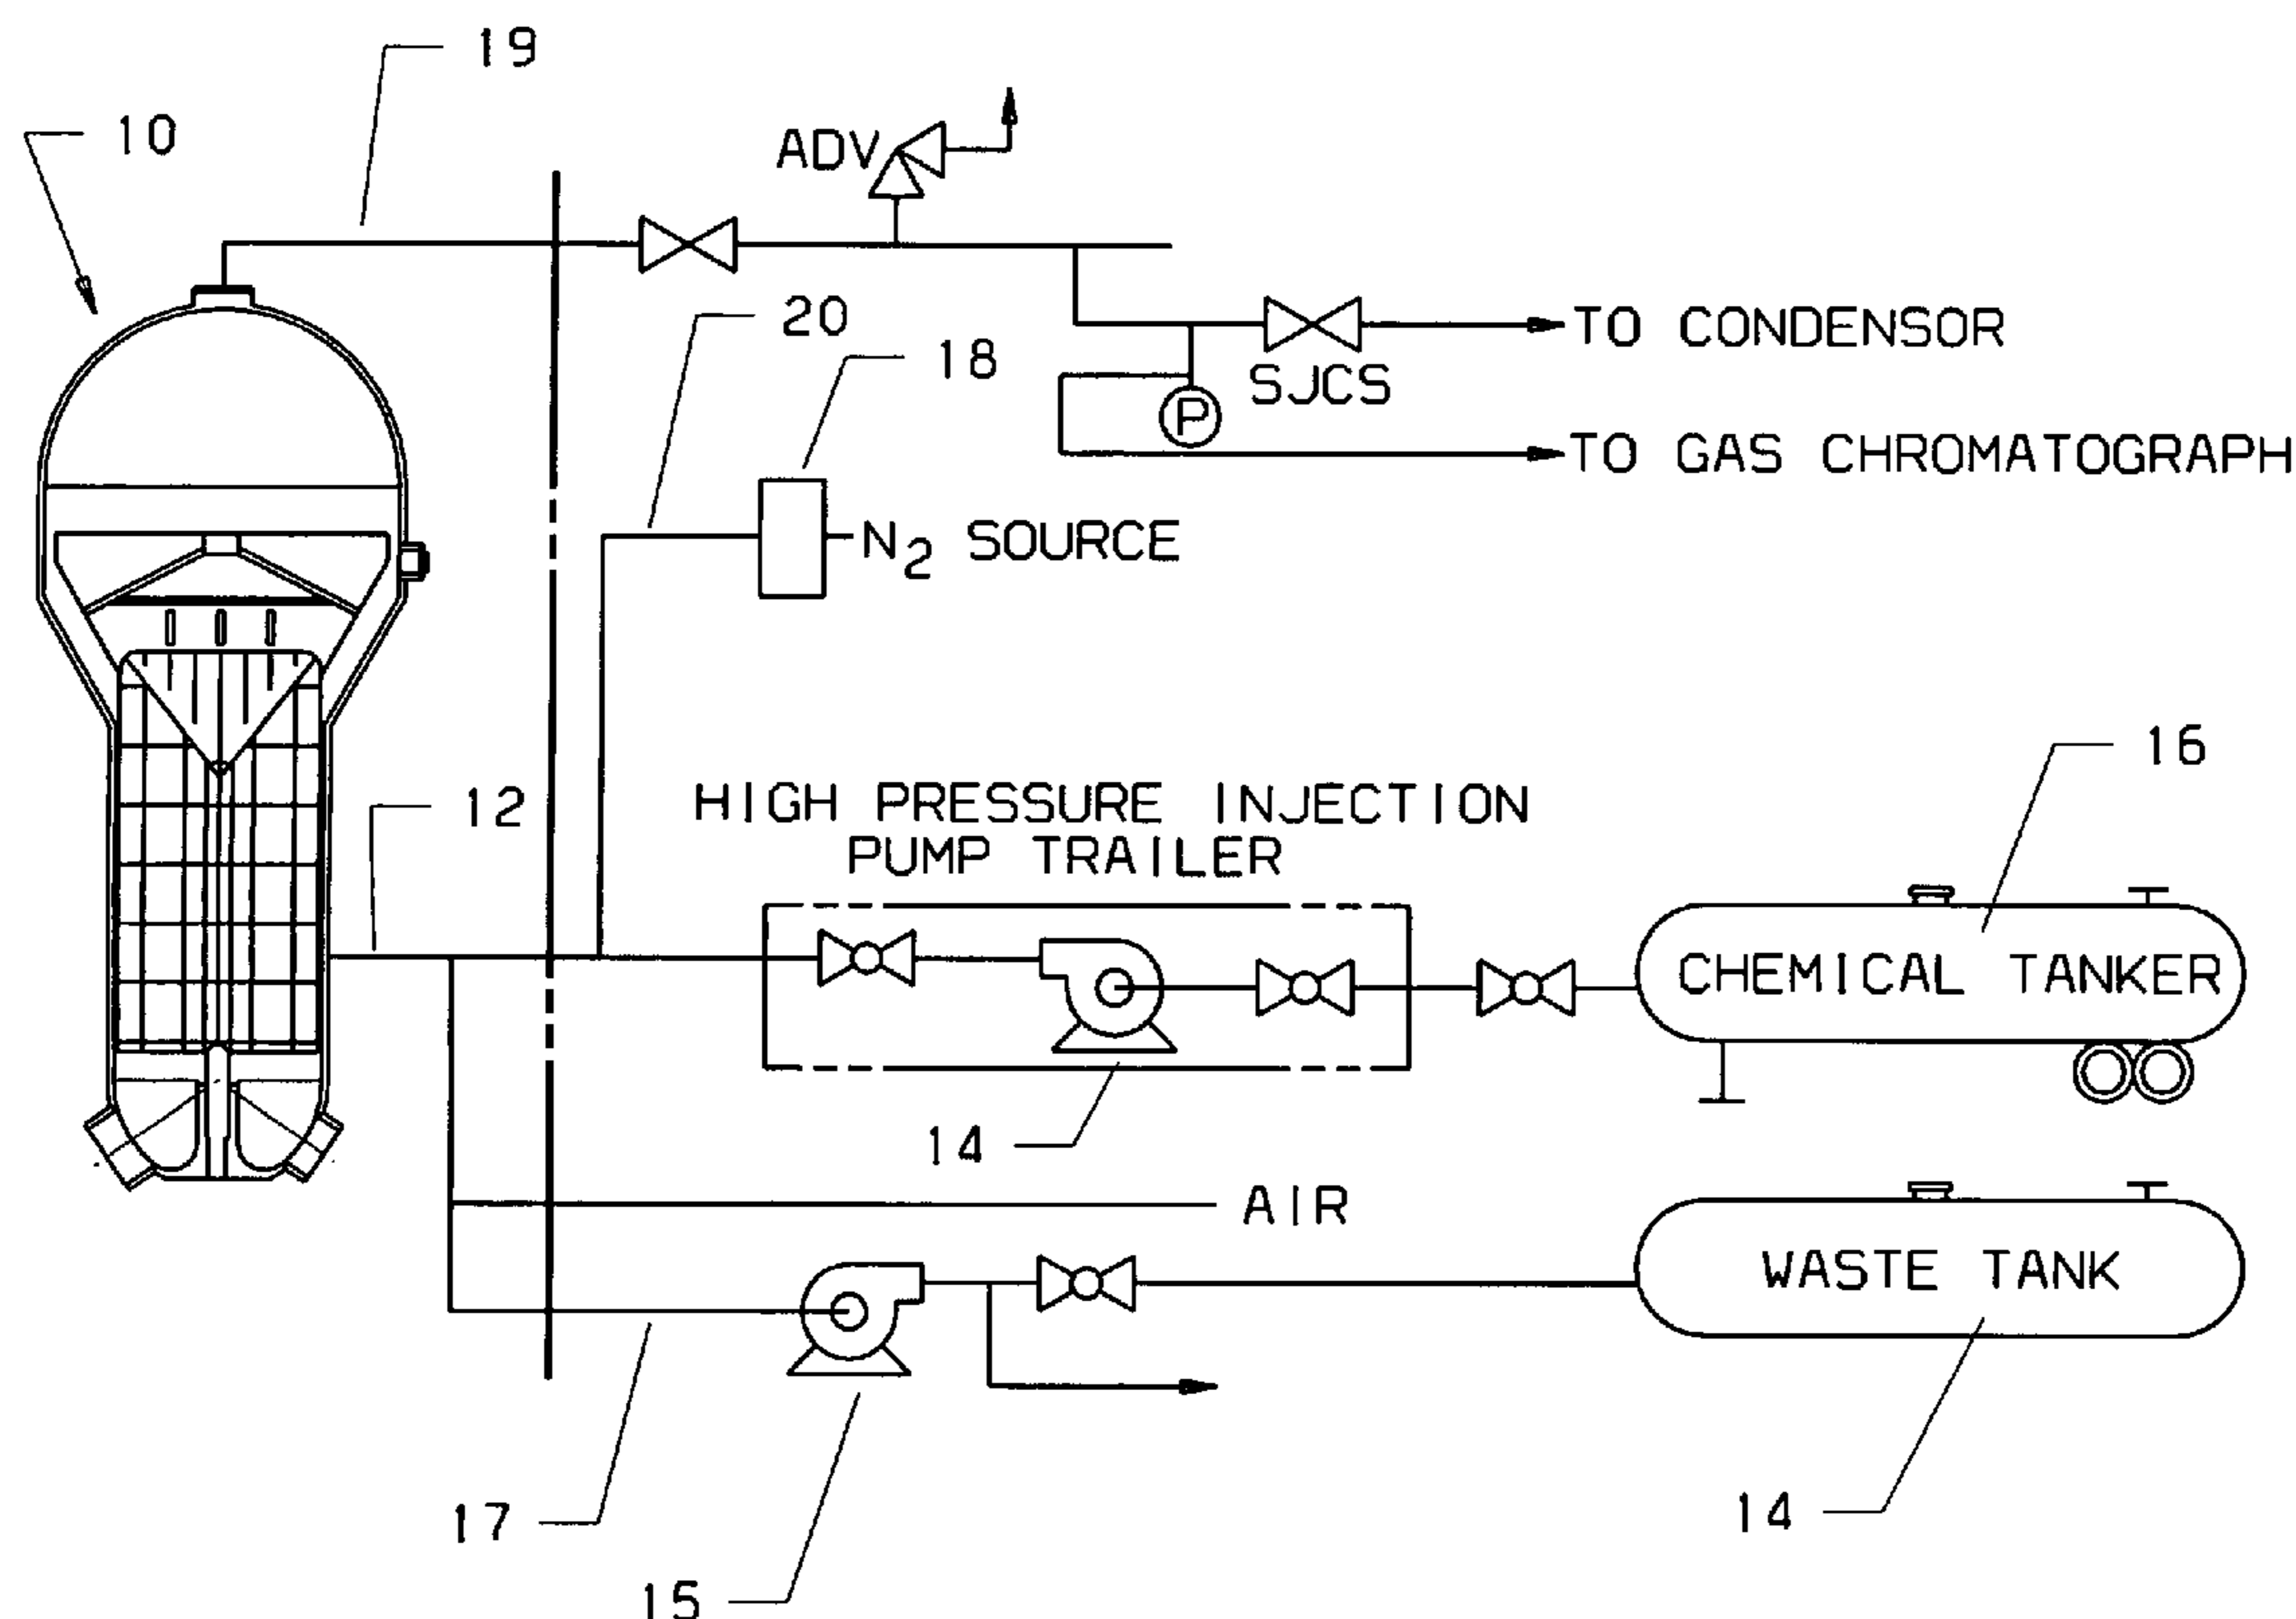 19
10
ADV
20
TO CONDENSOR
18
SJCS
P
TO GAS CHROMATOGRAPH
N2 SOURCE
16
12
HIGH PRESSURE INJECTION
PUMP TRAILER
CHEMICAL TANKER
14
AIR
WASTE TANK
17
14
15